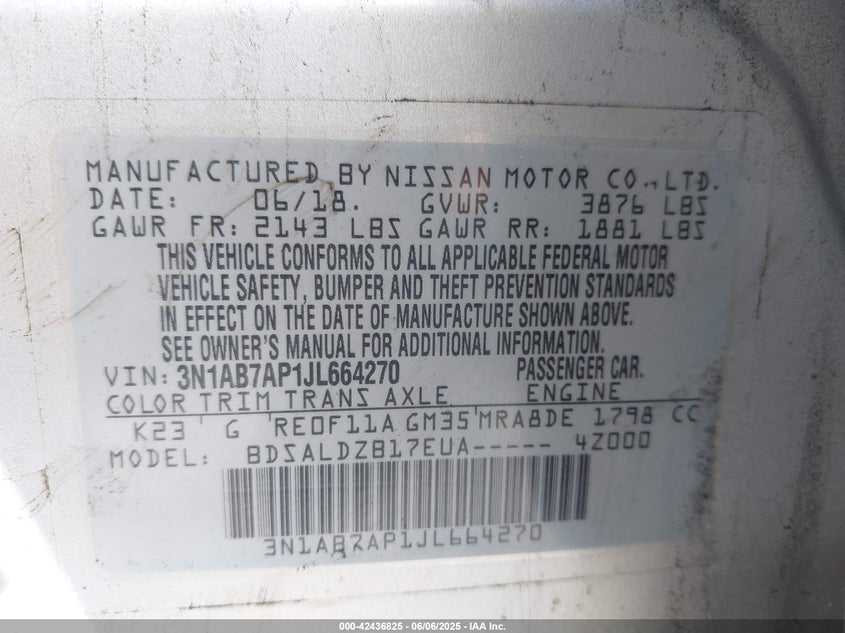 MANUFACTURED BY NISSAN MOTOR CO., LTD.
DATE: 06/18. GVWR: 3876 LBS
GAWR FR: 2143 LBS GAWR RR: 1881 LBS
THIS VEHICLE CONFORMS TO ALL APPLICABLE FEDERAL MOTOR
VEHICLE SAFETY, BUMPER AND THEFT PREVENTION STANDARDS
IN EFFECT ON THE DATE OF MANUFACTURE SHOWN ABOVE.
SEE OWNER'S MANUAL FOR ADDITIONAL INFORMATION.
VIN: 3N1AB7AP1JL664270 PASSENGER CAR.
COLOR TRIM TRANS AXLE ENGINE
K23 G RE0F11A GM35 MRA8DE 1798 CC
MODEL: BDSALDZB17EUA----- 4Z000
3N1AB7AP1JL664270
000-42436825 - 06/06/2025 - IAA Inc.